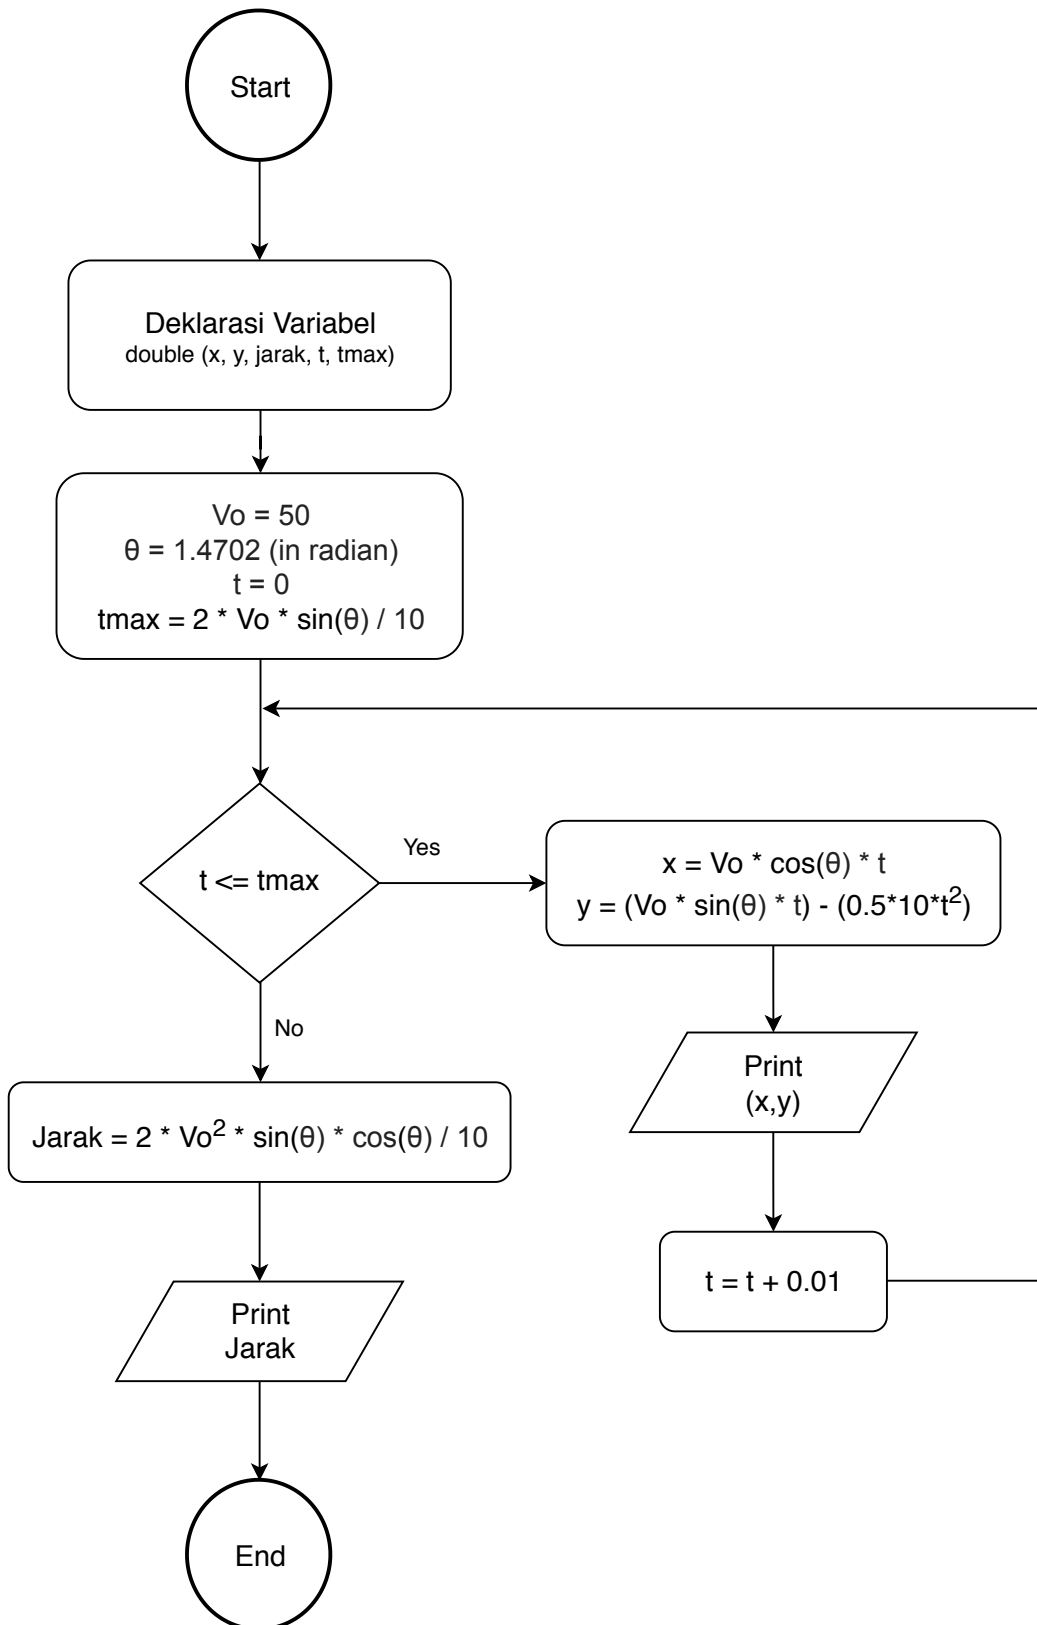 Start
Deklarasi Variabel
double (x, y, jarak, t, tmax)
Vo = 50
θ = 1.4702 (in radian)
t = 0
tmax = 2 * Vo * sin(θ) / 10
t <= tmax
Yes
x = Vo * cos(θ) * t
y = (Vo * sin(θ) * t) - (0.5*10*t²)
Print
(x,y)
t = t + 0.01
No
Jarak = 2 * Vo² * sin(θ) * cos(θ) / 10
Print
Jarak
End